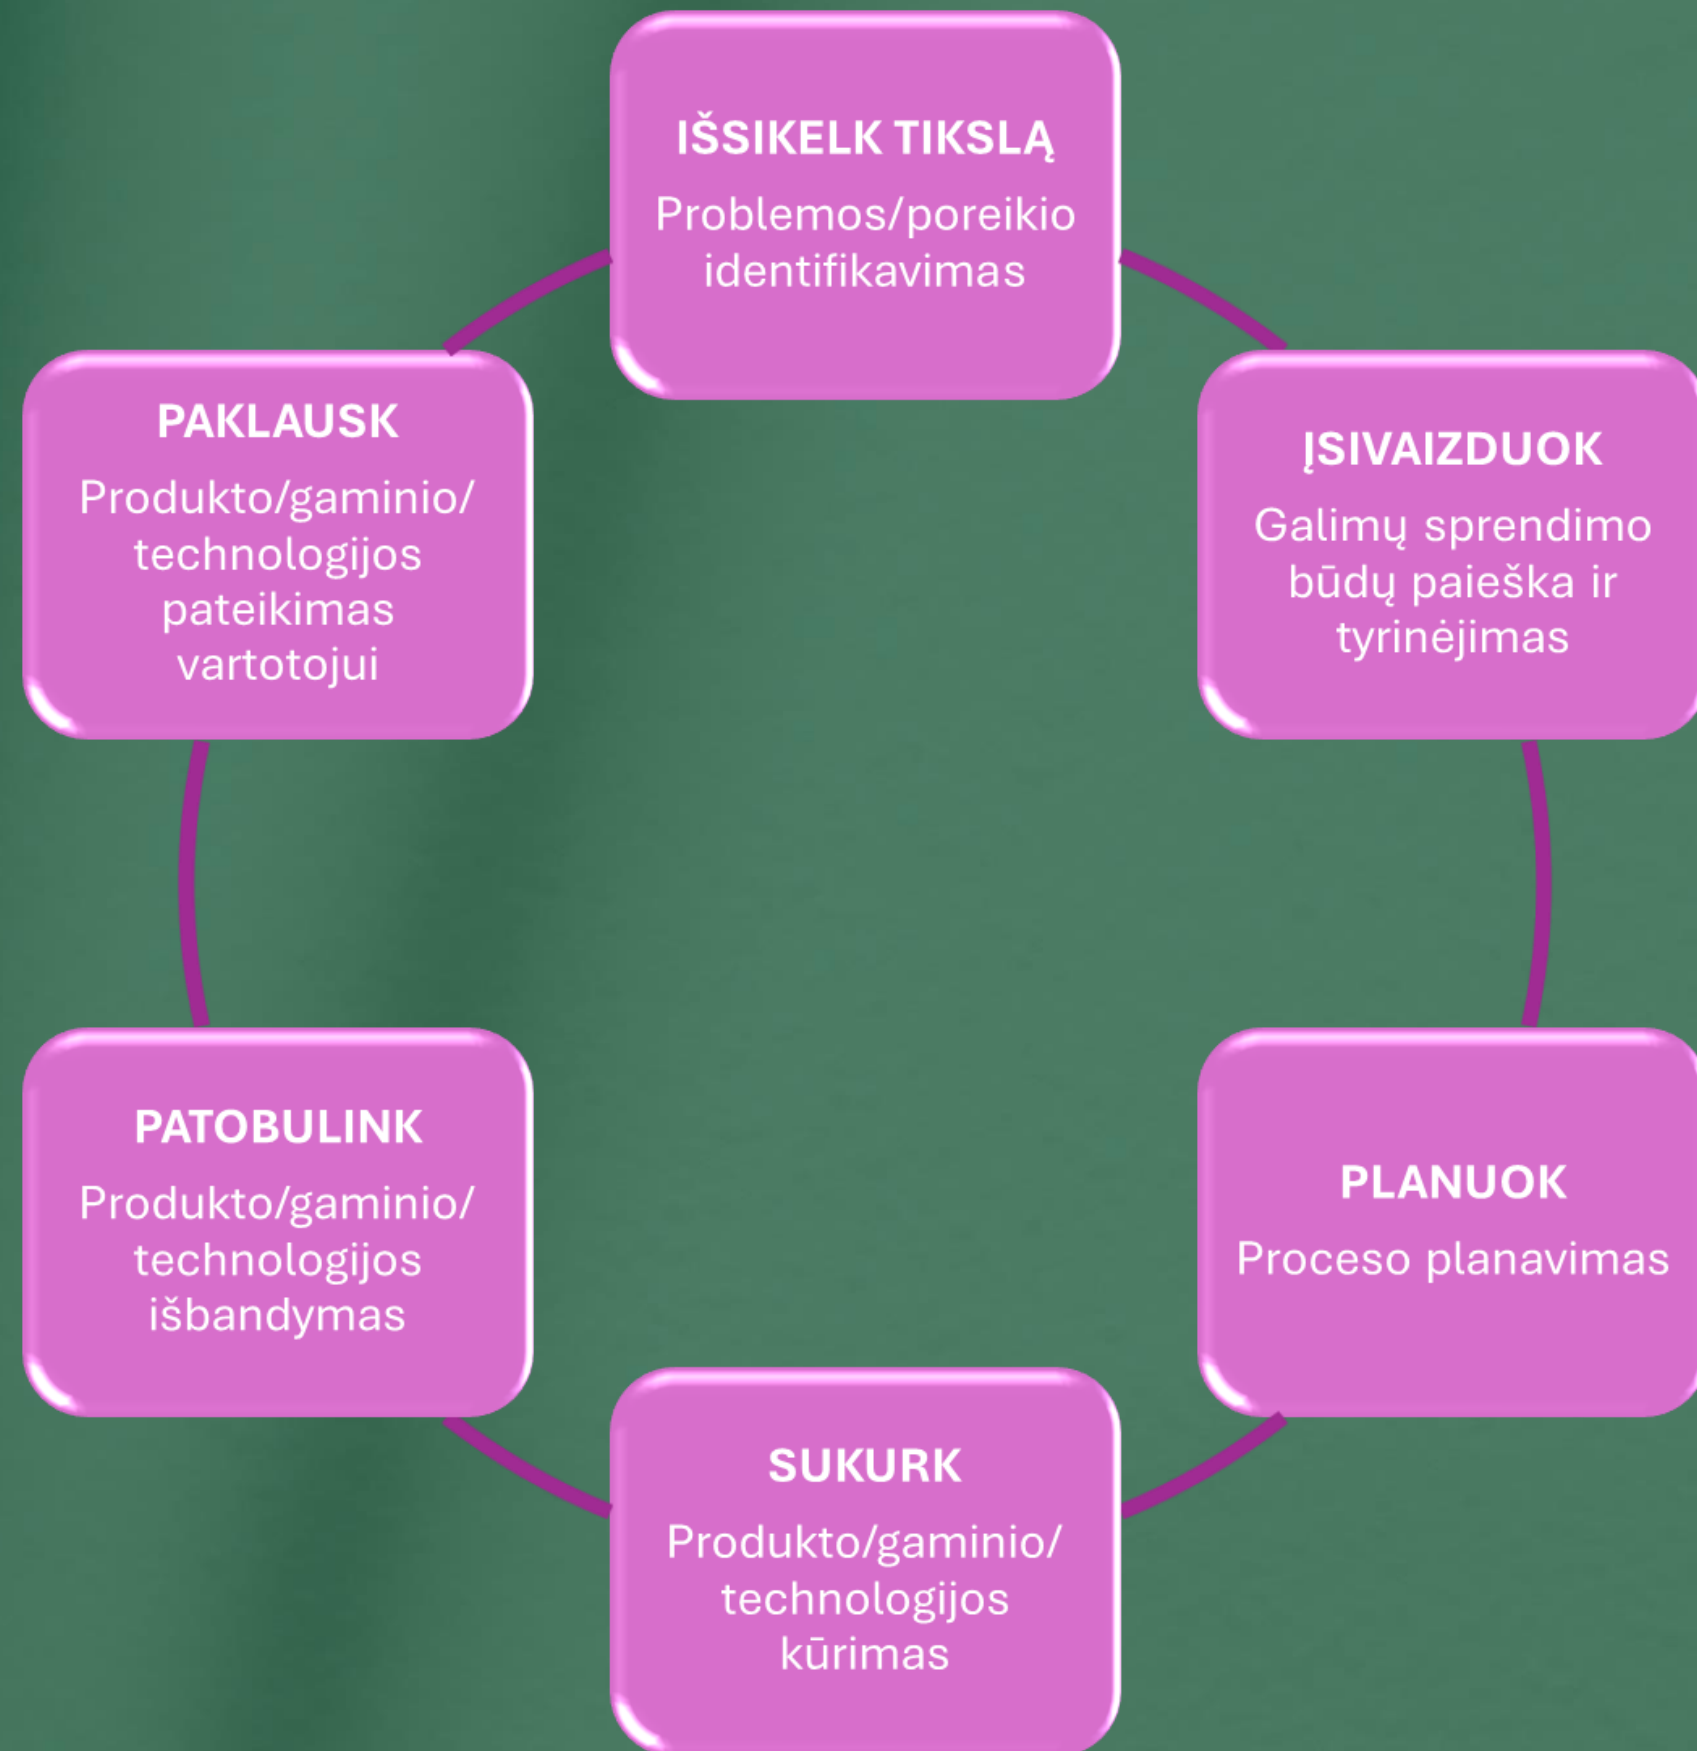 IŠSIKELK TIKSLĄ
Problemos/poreikio
identifikavimas
ĮSIVAIZDUOK
Galimų sprendimo
būdų paieška ir
tyrinėjimas
PLANUOK
Proceso planavimas
SUKURK
Produkto/gaminio/
technologijos
kūrimas
PATOBULINK
Produkto/gaminio/
technologijos
išbandymas
PAKLAUSK
Produkto/gaminio/
technologijos
pateikimas
vartotojui